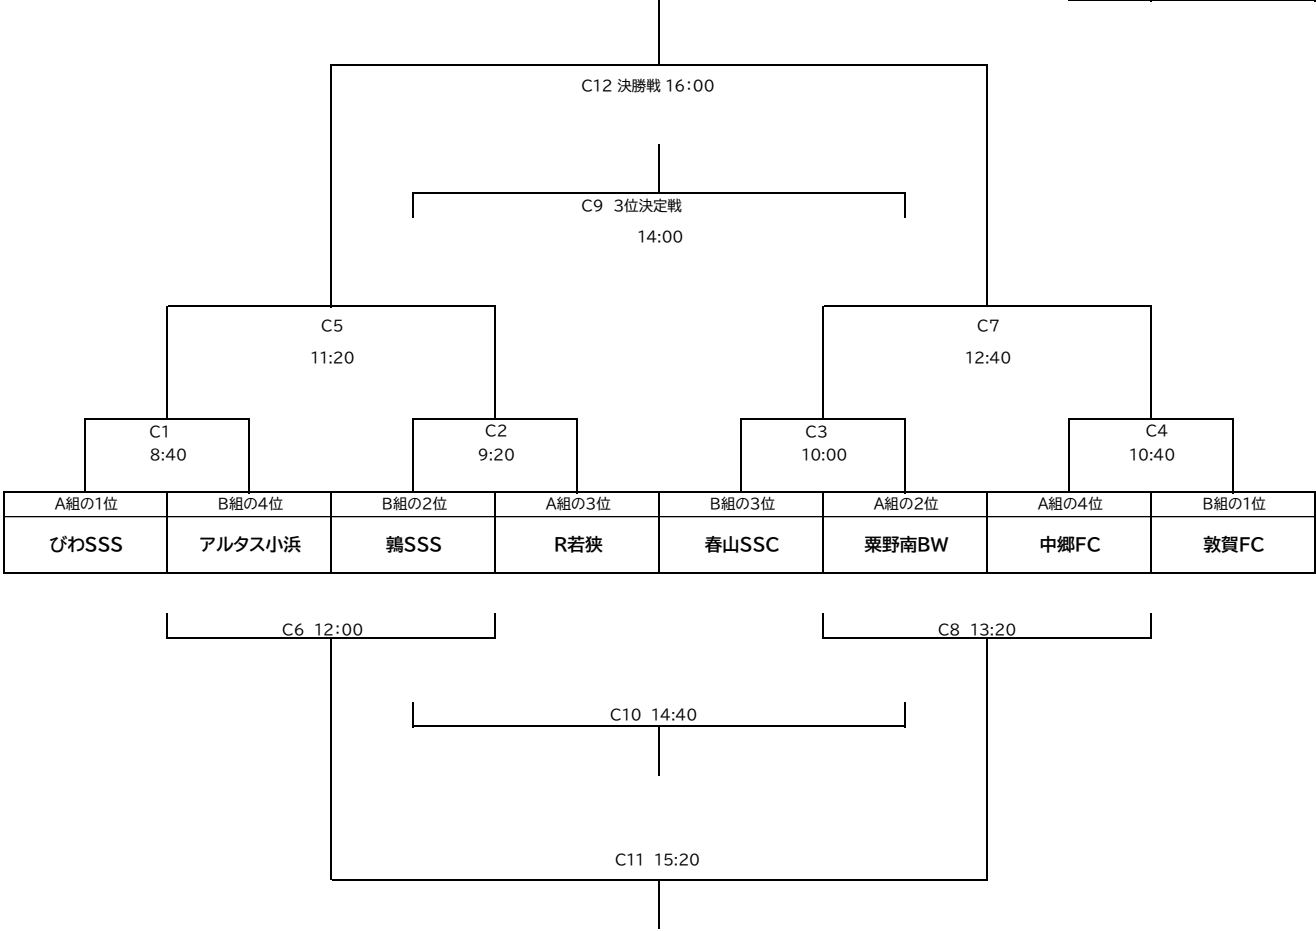 C12 決勝戦 16：00
C9 3位決定戦
14:00
C5
11:20
C7
12:40
C1
8:40
C2
9:20
C3
10:00
C4
10:40
A組の1位 B組の4位 B組の2位 A組の3位 B組の3位 A組の2位 A組の4位 B組の1位
びわSSS アルタス小浜 鶉SSS R若狭 春山SSC 粟野南BW 中郷FC 敦賀FC
C6 12：00 C8 13:20
C10 14:40
C11 15:20